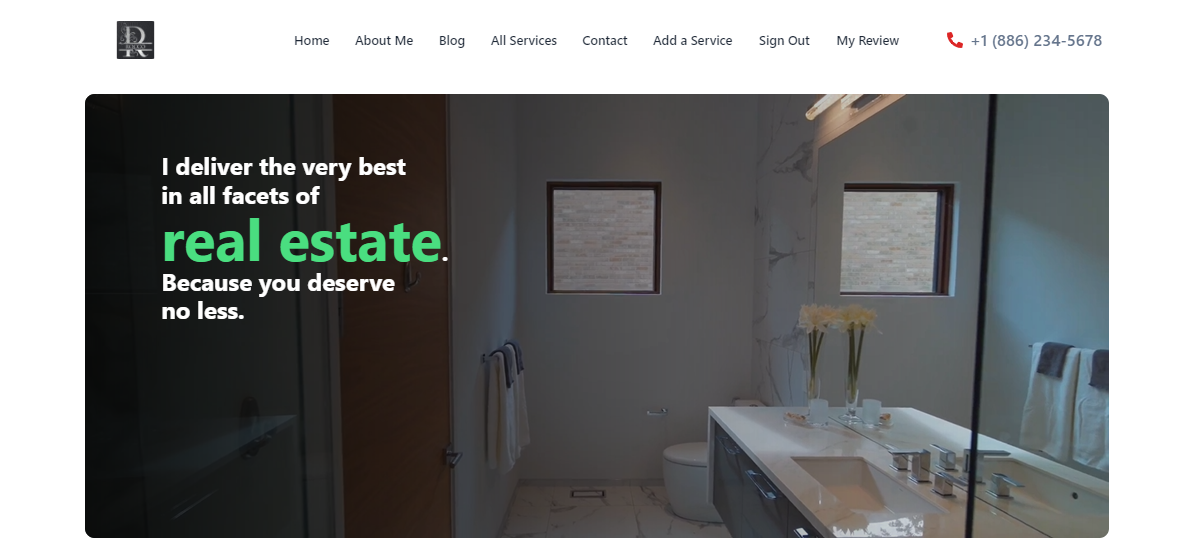 Home About Me Blog All Services Contact Add a Service Sign Out My Review +1 (886) 234-5678
I deliver the very best
in all facets of
real estate.
Because you deserve
no less.